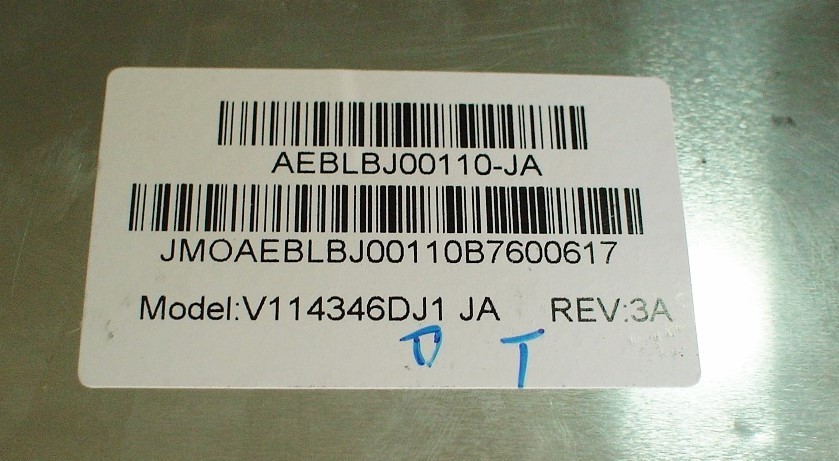 AEBLBJ00110-JA
JMOAEBLBJ00110B7600617
Model:V114346DJ1 JA REV:3A